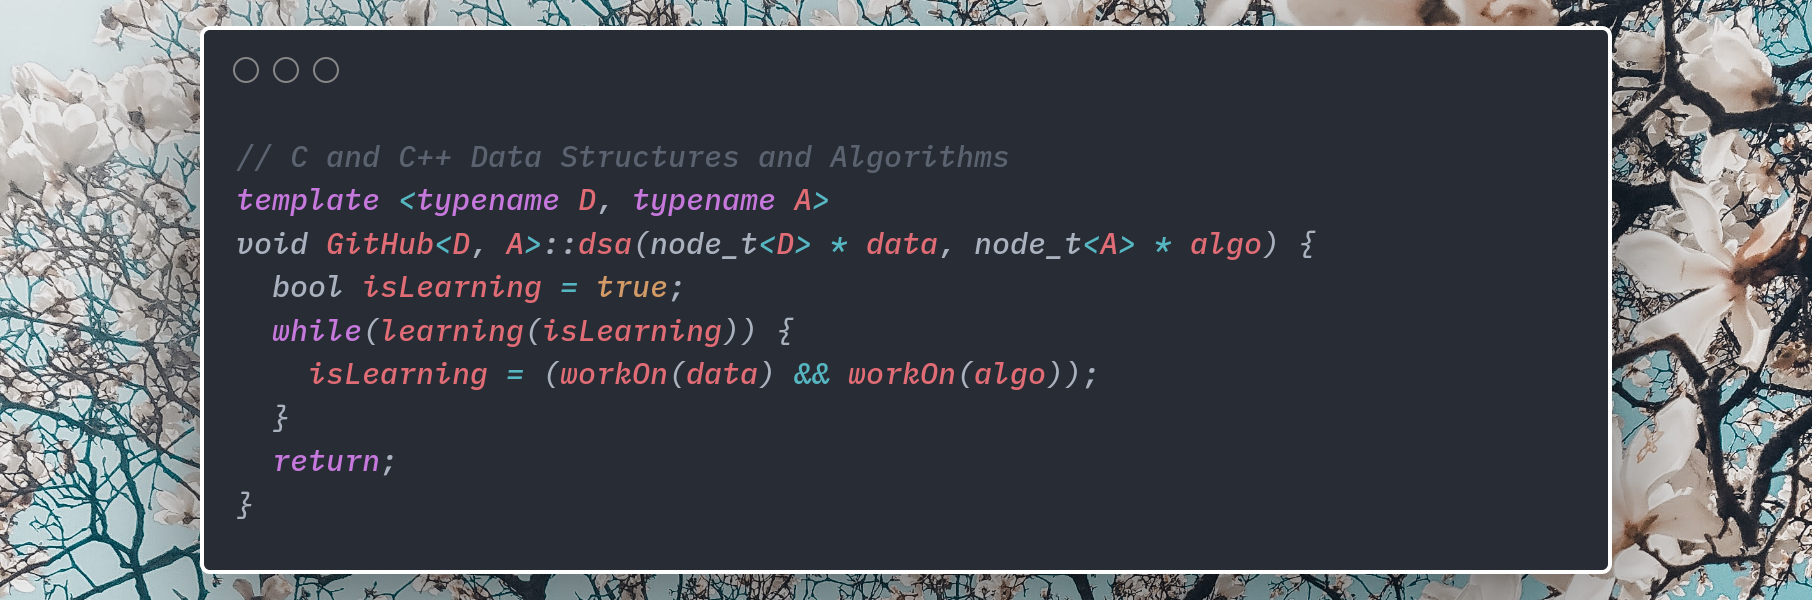 // C and C++ Data Structures and Algorithms
template <typename D, typename A>
void GitHub<D, A>::dsa(node_t<D> * data, node_t<A> * algo) {
  bool isLearning = true;
  while(learning(isLearning)) {
    isLearning = (workOn(data) && workOn(algo));
  }
  return;
}